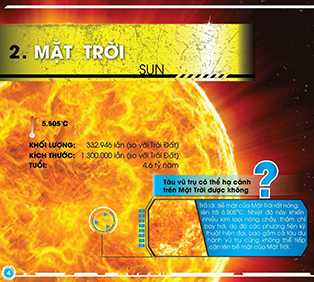 2. MẶT TRỜI
SUN
5.505°C
KHỐI LƯỢNG: 332.946 lần (so với Trái Đất)
KÍCH THƯỚC: 1.300.000 lần (so với Trái Đất)
TUỔI: 4.6 tỷ năm
Tàu vũ trụ có thể hạ cánh
trên Mặt Trời được không
?
Trả lời: Bề mặt của Mặt Trời rất nóng,
lên tới 5.505°C. Nhiệt độ này khiến
nhiều kim loại nóng chảy, thậm chí
bay hơi, do đó các phương tiện kỹ
thuật hiện đại, bao gồm cả tàu du
hành vũ trụ cũng không thể tiếp
cận lên bề mặt của Mặt Trời.
4